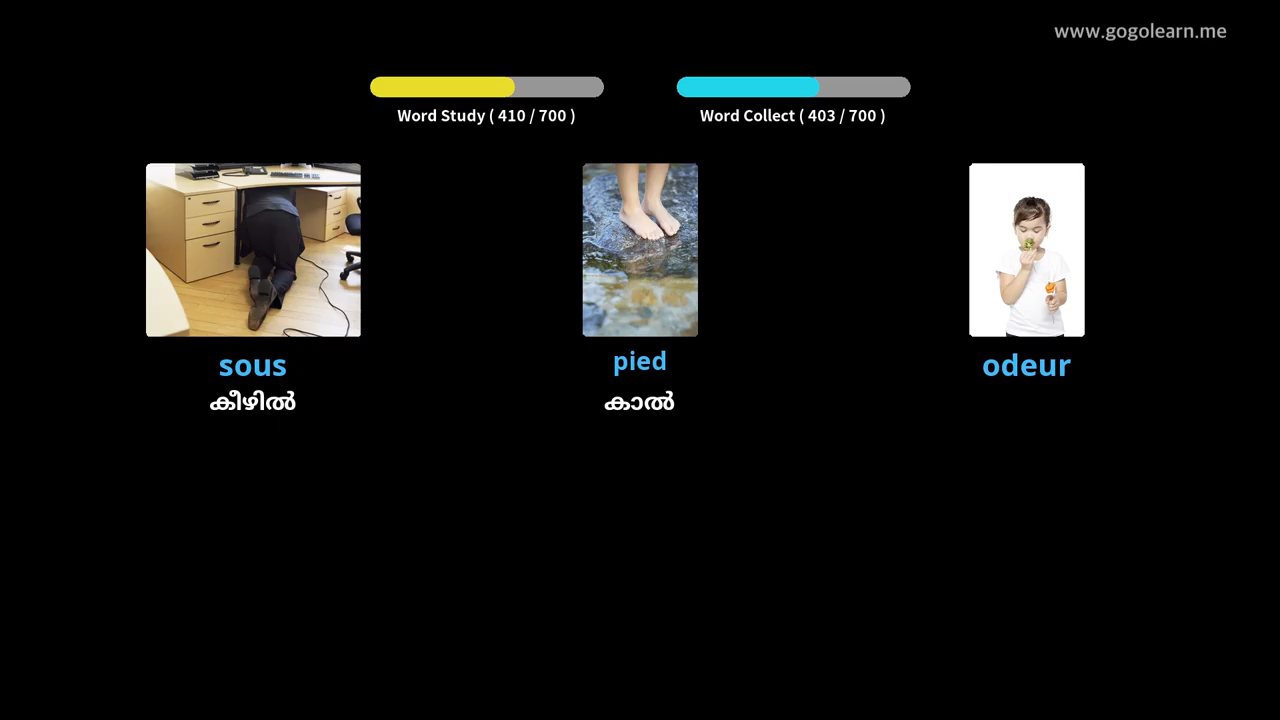 www.gogolearn.me
Word Study ( 410 / 700 )
Word Collect ( 403 / 700 )
sous
കീഴിൽ
pied
കാൽ
odeur